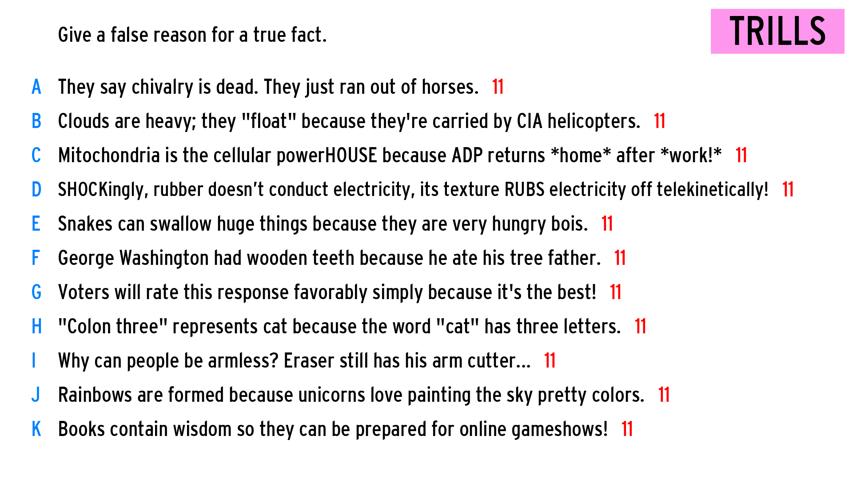 Give a false reason for a true fact.
TRILLS
A They say chivalry is dead. They just ran out of horses. 11
B Clouds are heavy; they "float" because they're carried by CIA helicopters. 11
C Mitochondria is the cellular powerHOUSE because ADP returns *home* after *work!* 11
D SHOCKingly, rubber doesn’t conduct electricity, its texture RUBS electricity off telekinetically! 11
E Snakes can swallow huge things because they are very hungry bois. 11
F George Washington had wooden teeth because he ate his tree father. 11
G Voters will rate this response favorably simply because it's the best! 11
H "Colon three" represents cat because the word "cat" has three letters. 11
I Why can people be armless? Eraser still has his arm cutter... 11
J Rainbows are formed because unicorns love painting the sky pretty colors. 11
K Books contain wisdom so they can be prepared for online gameshows! 11